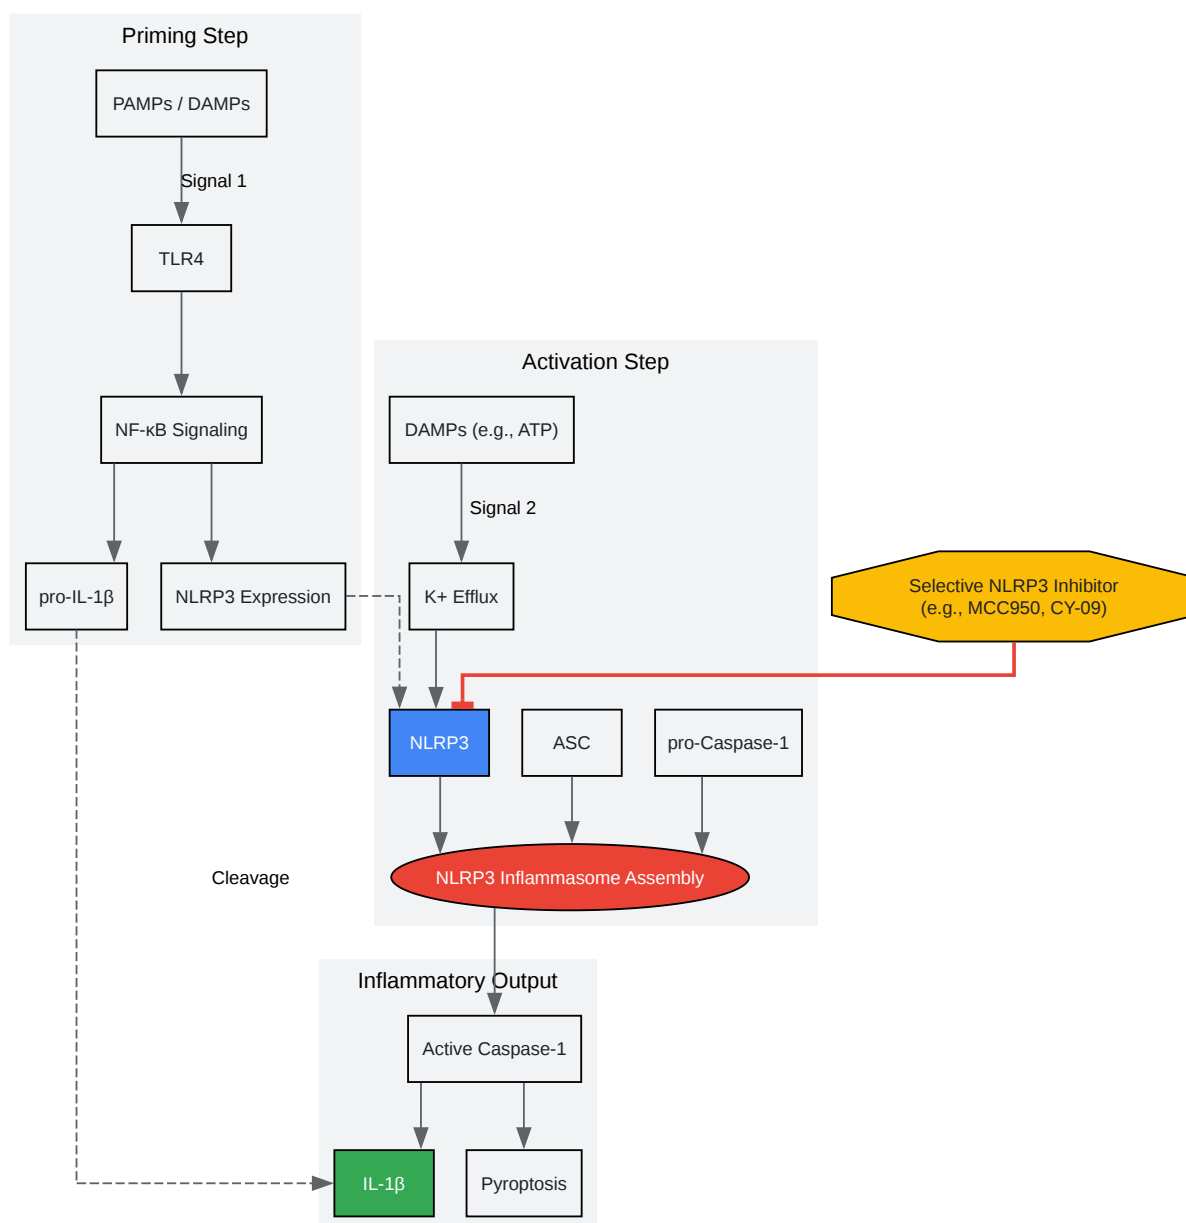 Priming Step
PAMPs / DAMPs
Signal 1
TLR4
NF-κB Signaling
pro-IL-1β
NLRP3 Expression
Activation Step
DAMPs (e.g., ATP)
Signal 2
K+ Efflux
Selective NLRP3 Inhibitor
(e.g., MCC950, CY-09)
NLRP3
ASC
pro-Caspase-1
NLRP3 Inflammasome Assembly
Cleavage
Inflammatory Output
Active Caspase-1
IL-1β
Pyroptosis